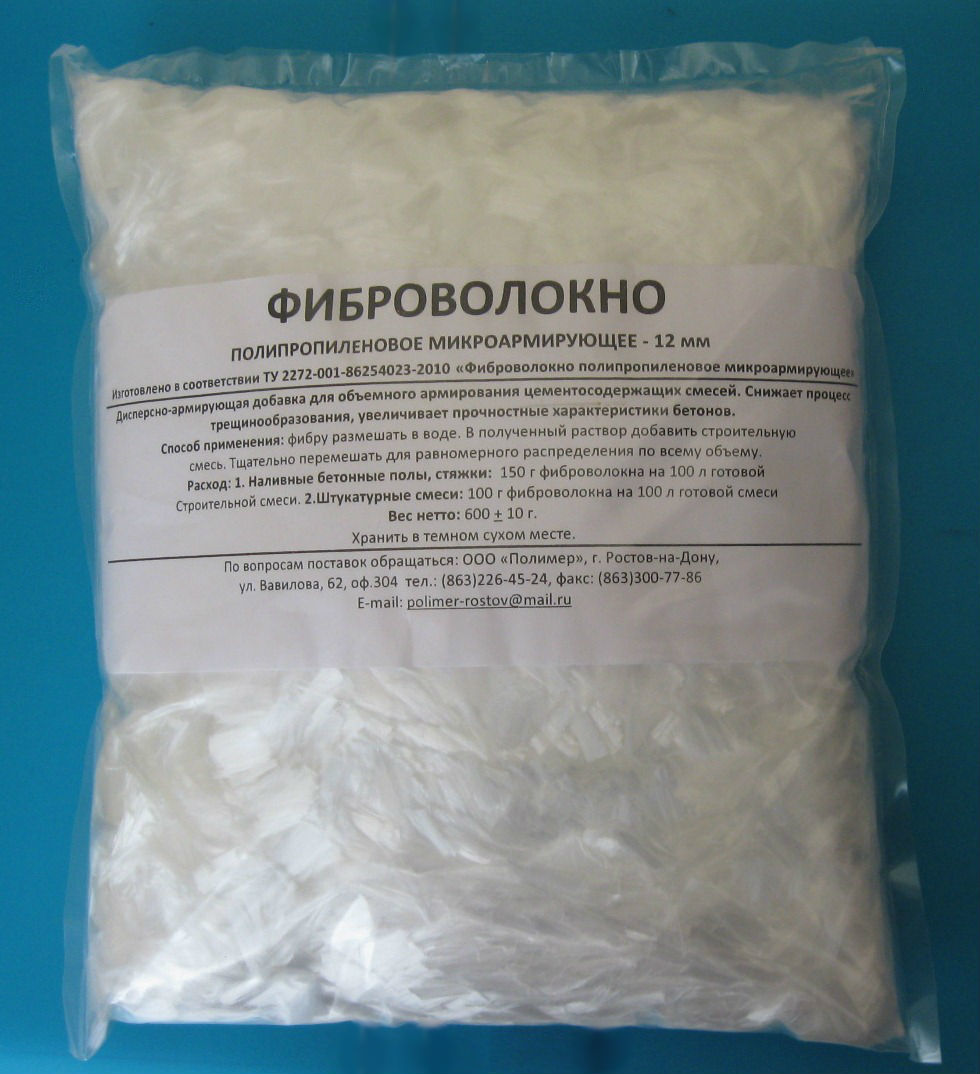 ФИБРОВОЛОКНО
ПОЛИПРОПИЛЕНОВОЕ МИКРОАРМИРУЮЩЕЕ - 12 мм
Изготовлено в соответствии ТУ 2272-001-86254023-2010 «Фиброволокно полипропиленовое микроармирующее»
Дисперсно-армирующая добавка для объемного армирования цементосодержащих смесей. Снижает процесс
трещинообразования, увеличивает прочностные характеристики бетонов.
Способ применения: фибру размешать в воде. В полученный раствор добавить строительную
смесь. Тщательно перемешать для равномерного распределения по всему объему.
Расход: 1. Наливные бетонные полы, стяжки: 150 г фиброволокна на 100 л готовой
Строительной смеси. 2.Штукатурные смеси: 100 г фиброволокна на 100 л готовой смеси
Вес нетто: 600 ± 10 г.
Хранить в темном сухом месте.
По вопросам поставок обращаться: ООО «Полимер», г. Ростов-на-Дону,
ул. Вавилова, 62, оф.304 тел.: (863)226-45-24, факс: (863)300-77-86
E-mail: polimer-rostov@mail.ru